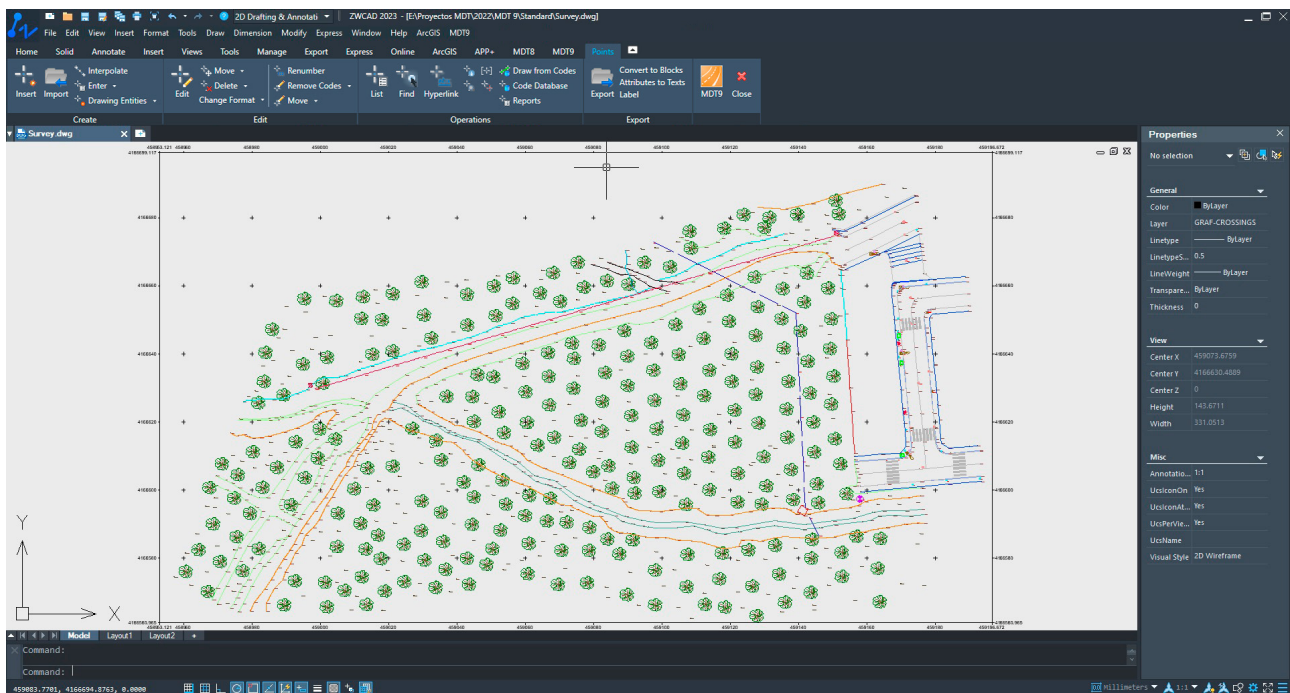 2D Drafting & Annotati
ZWCAD 2023 - [E\Proyectos MDT\2022\MDT 9\Standard\Survey.dwg]
File Edit View Insert Format Tools Draw Dimension Modify Express Window Help ArcGIS MDT9
Home Solid Annotate Insert Views Tools Manage Export Express Online ArcGIS APP+ MDT8 MDT9 Points
Insert Import Interpolate
Enter
Drawing Entities
Create
Edit Move
Delete
Change Format
Renumber
Remove Codes
Move
Edit
List Find Hyperlink
Draw from Codes
Code Database
Reports
Operations
Export Convert to Blocks
Attributes to Texts
Label
Export
MDT9 Close
Survey.dwg
Y
X
Model Layout1 Layout2 +
Command:
Command:
459083.7701, 4166694.8763, 0.0000
Millimeters 1:1
Properties
No selection
General
Color ByLayer
Layer GRAF-CROSSINGS
Linetype ByLayer
LinetypeS... 0.5
LineWeight ByLayer
Transpare... ByLayer
Thickness 0
View
Center X 459073.6759
Center Y 4166630.4889
Center Z 0
Height 143.6711
Width 331.0513
Misc
Annotatio... 1:1
UcsIconOn Yes
UcsIconAt... Yes
UcsPerVie... Yes
UcsName
Visual Style 2D Wireframe